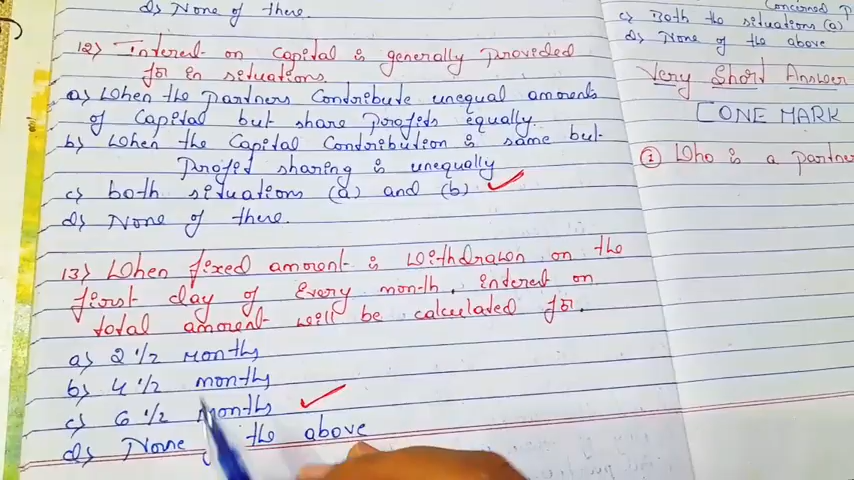 d) None of there.
12) Interest on Capital is generally provided
for in situations.
a) When the Partners Contribute unequal amounts
of Capital but share Profits equally.
b) When the Capital Contribution is same but
Profit sharing is unequally
c) both situations (a) and (b)
d) None of there.
13) When fixed amount is withdrawn on the
first day of Every month. Interest on
total amount will be calculated for.
a) 2 1/2 Months
b) 4 1/2 months
c) 6 1/2 Months
d) None the above
Concerned
c) Both the situations (a)
d) None of the above
Very Short Answer
[ONE MARK
① Who is a partner